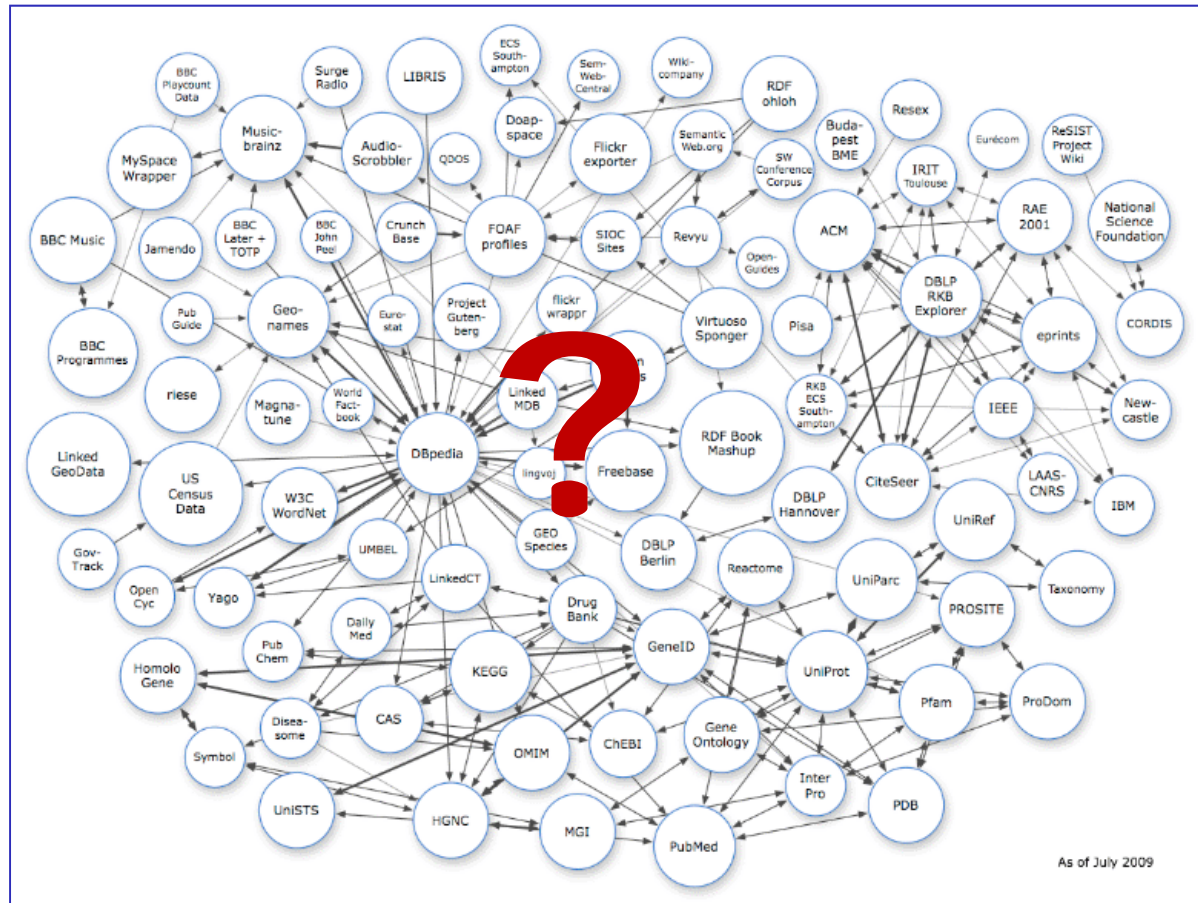 BBC
Playcount
Data
Surge
Radio
LIBRIS
ECS
South-
ampton
Sem-
Web-
Central
Wiki-
company
RDF
ohloh
Resex
Music-
brainz
Audio-
Scrobbler
QDOS
Doap-
space
Flickr
exporter
Semantic
Web.org
SW
Conference
Corpus
Buda-
pest
BME
IRIT
Toulouse
Eurécom
ReSIST
Project
Wiki
MySpace
Wrapper
BBC Music
Jamendo
BBC
Later +
TOTP
BBC
John
Peel
Crunch
Base
FOAF
profiles
SIOC
Sites
Revyu
Open-
Guides
ACM
RAE
2001
National
Science
Foundation
BBC
Programmes
Pub
Guide
Geo-
names
Euro-
stat
Project
Guten-
berg
flickr
wrappr
Virtuoso
Sponger
Pisa
DBLP
RKB
Explorer
eprints
CORDIS
riese
Magna-
tune
World
Fact-
book
Linked
MDB
?
RKB
ECS
South-
ampton
IEEE
New-
castle
Linked
GeoData
US
Census
Data
W3C
WordNet
DBpedia
lingvoj
Freebase
RDF Book
Mashup
DBLP
Hannover
CiteSeer
LAAS-
CNRS
IBM
Gov-
Track
Open
Cyc
Yago
UMBEL
LinkedCT
GEO
Species
DBLP
Berlin
Reactome
UniParc
UniRef
Taxonomy
PROSITE
Pub
Chem
Daily
Med
Drug
Bank
Homolo
Gene
KEGG
GeneID
UniProt
Pfam
ProDom
Symbol
Disea-
some
CAS
OMIM
ChEBI
Gene
Ontology
Inter
Pro
PDB
UniSTS
HGNC
MGI
PubMed
As of July 2009